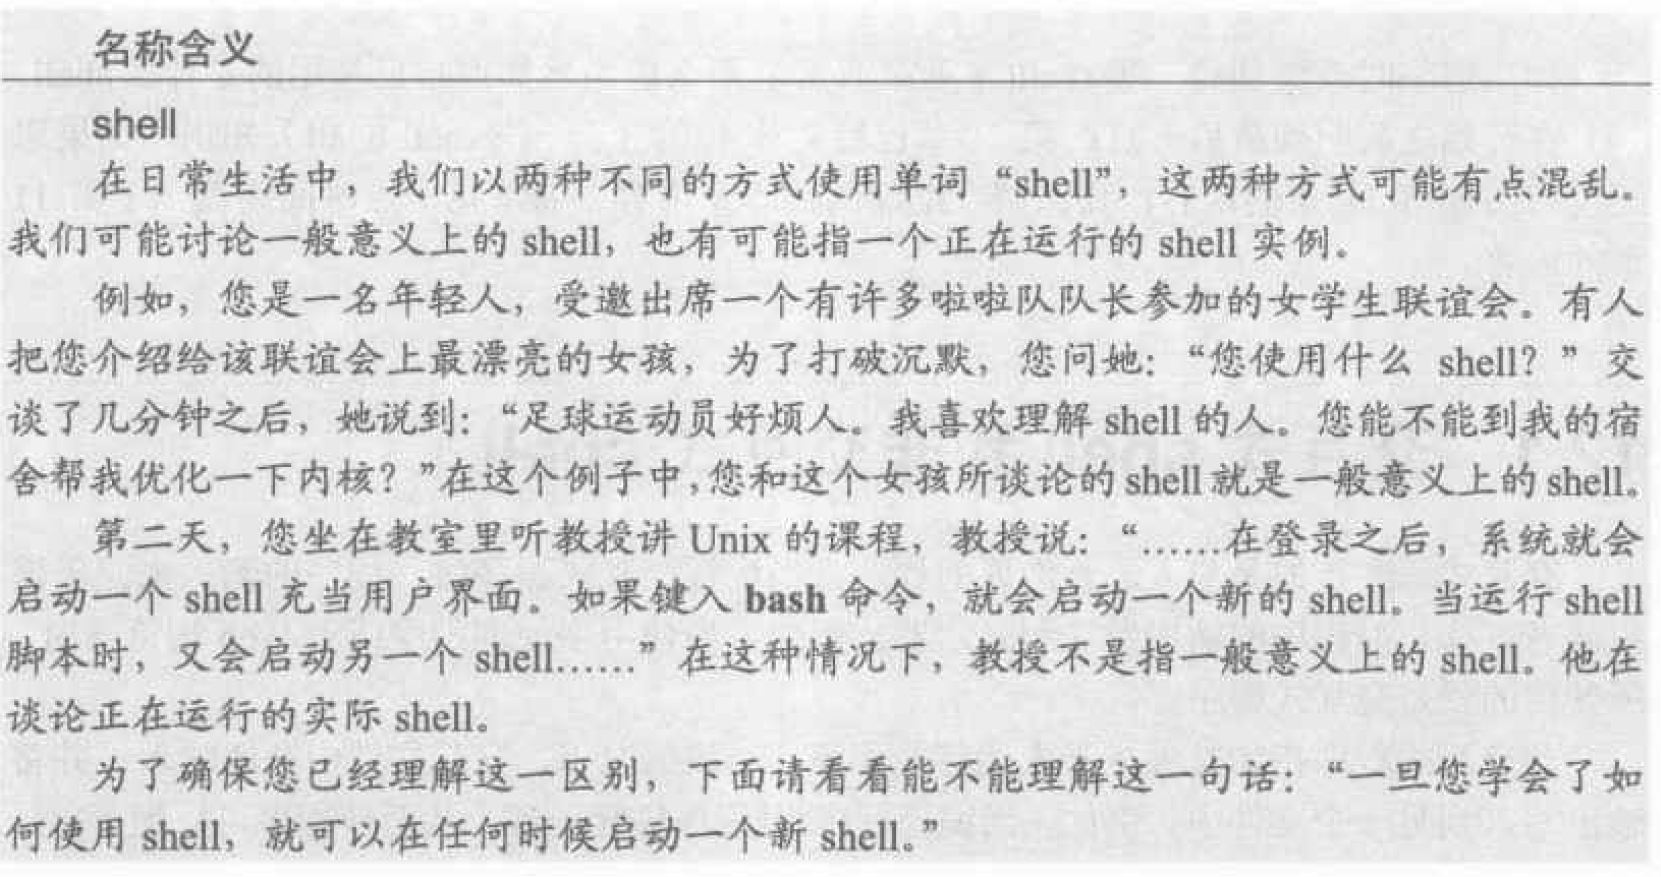 名称含义
shell
在日常生活中，我们以两种不同的方式使用单词“shell”，这两种方式可能有点混乱。
我们可能讨论一般意义上的 shell，也有可能指一个正在运行的 shell 实例。
例如，您是一名年轻人，受邀出席一个有许多啦啦队队长参加的女学生联谊会。有人
把您介绍给该联谊会上最漂亮的女孩，为了打破沉默，您问她：“您使用什么 shell？”交
谈了几分钟之后，她说到：“足球运动员好烦人。我喜欢理解 shell 的人。您能不能到我的宿
舍帮我优化一下内核？”在这个例子中，您和这个女孩所谈论的 shell 就是一般意义上的 shell。
第二天，您坐在教室里听教授讲 Unix 的课程，教授说：“……在登录之后，系统就会
启动一个 shell 充当用户界面。如果键入 bash 命令，就会启动一个新的 shell。当运行 shell
脚本时，又会启动另一个 shell……”在这种情况下，教授不是指一般意义上的 shell。他在
谈论正在运行的实际 shell。
为了确保您已经理解这一区别，下面请看看能不能理解这一句话：“一旦您学会了如
何使用 shell，就可以在任何时候启动一个新 shell。”